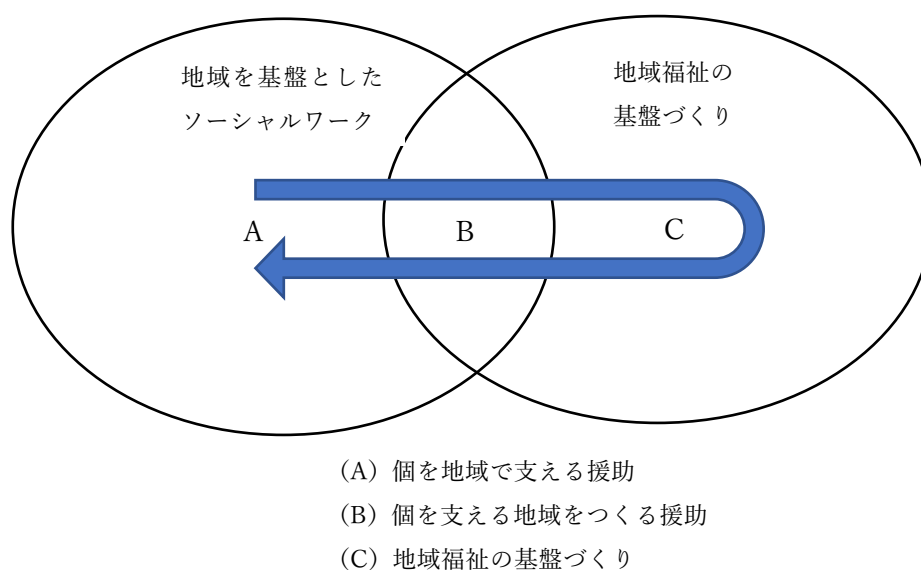 地域を基盤とした
ソーシャルワーク
地域福祉の
基盤づくり
A
B
C
（A）個を地域で支える援助
（B）個を支える地域をつくる援助
（C）地域福祉の基盤づくり